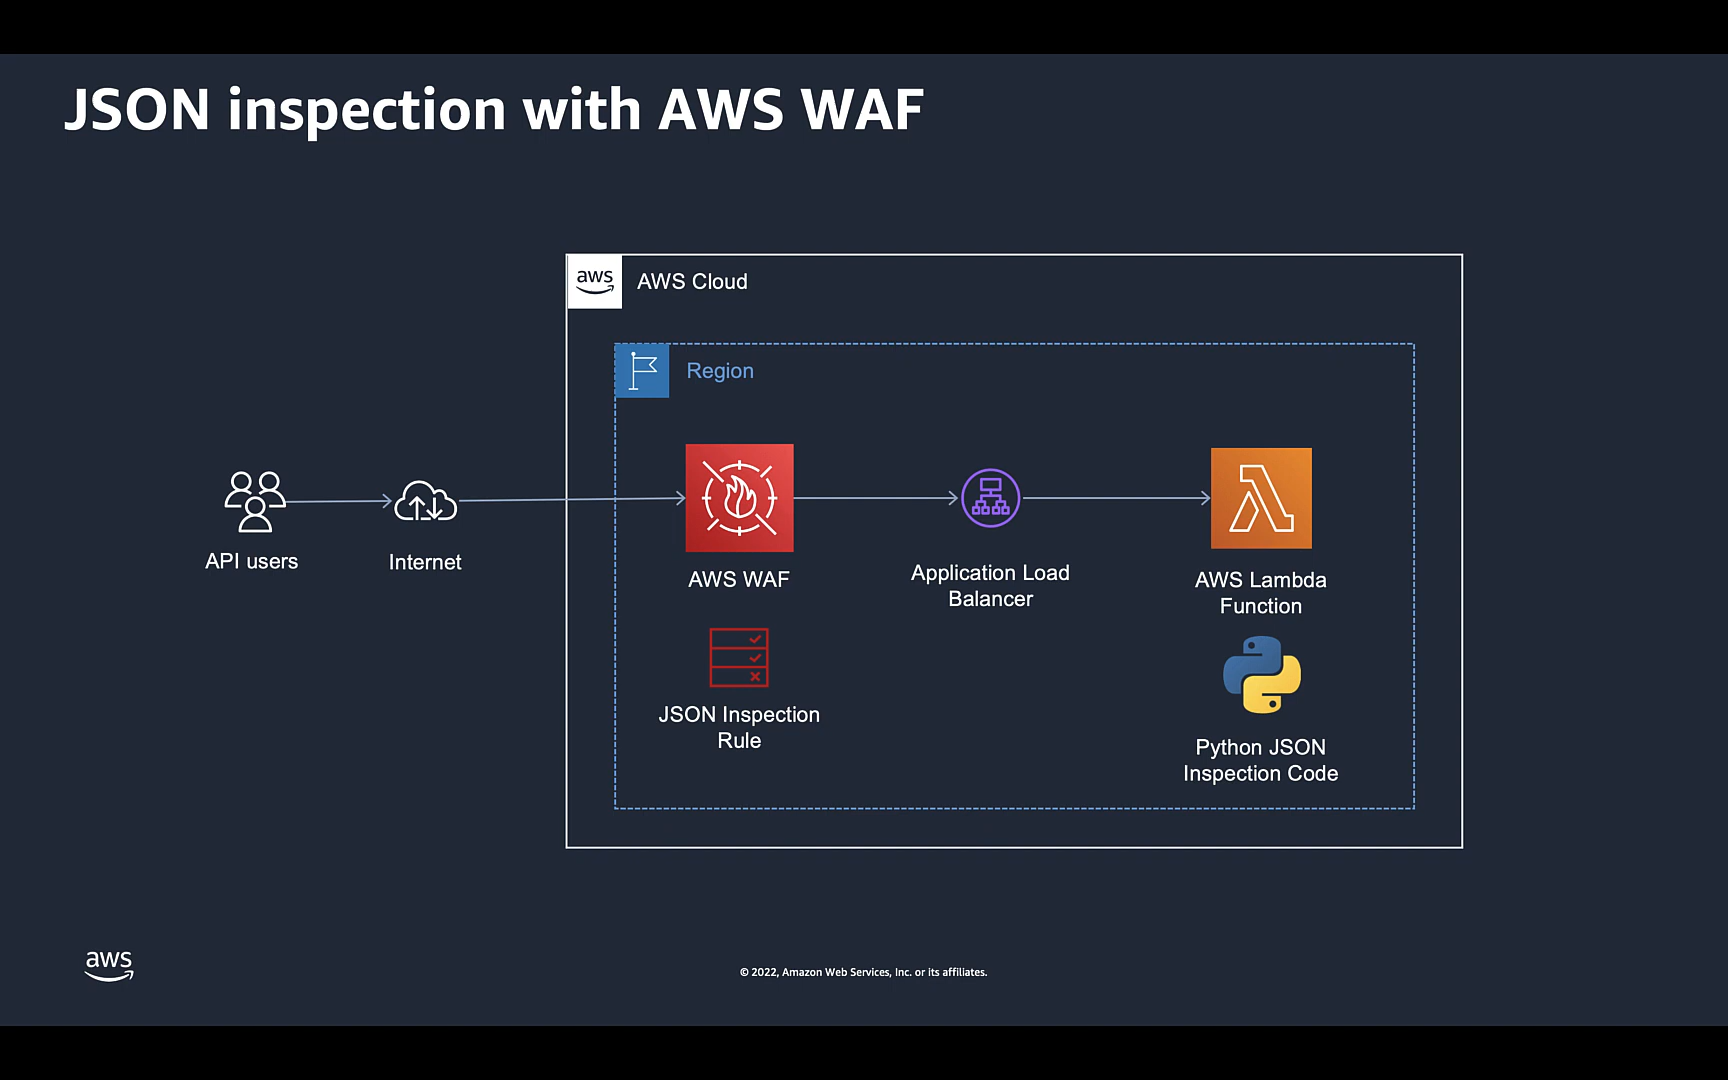 JSON inspection with AWS WAF
aws
AWS Cloud
Region
API users
Internet
AWS WAF
Application Load
Balancer
AWS Lambda
Function
JSON Inspection
Rule
Python JSON
Inspection Code
aws
© 2022, Amazon Web Services, Inc. or its affiliates.